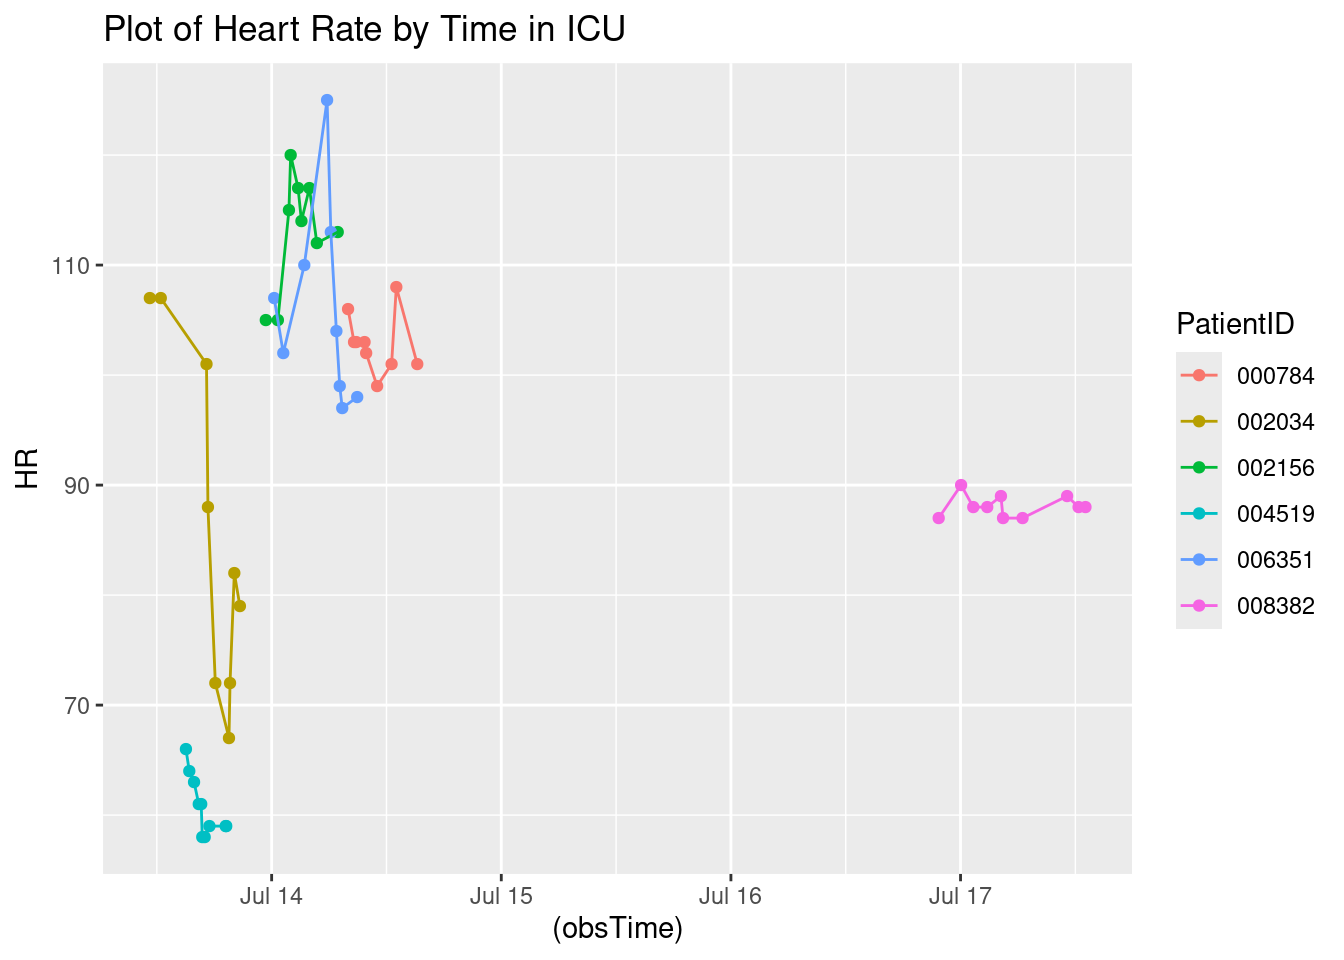 Plot of Heart Rate by Time in ICU
HR
110
90
70
Jul 14
Jul 15
Jul 16
Jul 17
(obsTime)
PatientID
000784
002034
002156
004519
006351
008382